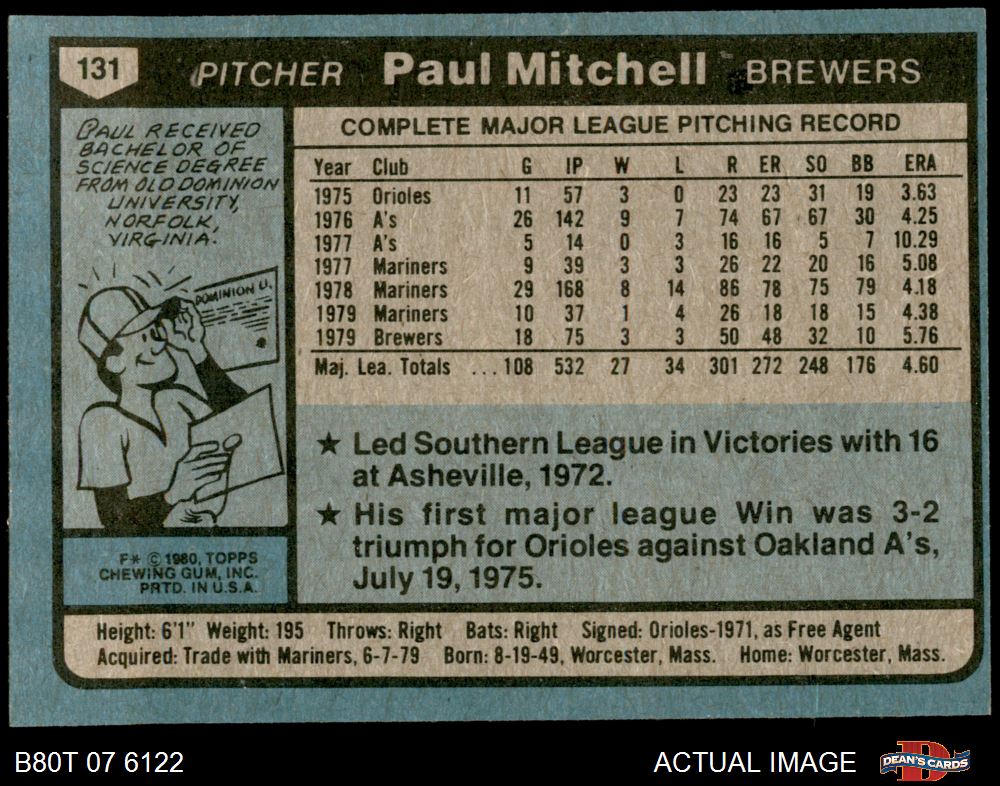 131 PITCHER Paul Mitchell BREWERS
PAUL RECEIVED
BACHELOR OF
SCIENCE DEGREE
FROM OLD DOMINION
UNIVERSITY,
NORFOLK,
VIRGINIA.
DOMINION U.
F* © 1980, TOPPS
CHEWING GUM, INC.
PRTD. IN U.S.A.
COMPLETE MAJOR LEAGUE PITCHING RECORD
Year Club G IP W L R ER SO BB ERA
1975 Orioles 11 57 3 0 23 23 31 19 3.63
1976 A's 26 142 9 7 74 67 67 30 4.25
1977 A's 5 14 0 3 16 16 5 7 10.29
1977 Mariners 9 39 3 3 26 22 20 16 5.08
1978 Mariners 29 168 8 14 86 78 75 79 4.18
1979 Mariners 10 37 1 4 26 18 18 15 4.38
1979 Brewers 18 75 3 3 50 48 32 10 5.76
Maj. Lea. Totals ...108 532 27 34 301 272 248 176 4.60
★ Led Southern League in Victories with 16
at Asheville, 1972.
★ His first major league Win was 3-2
triumph for Orioles against Oakland A's,
July 19, 1975.
Height: 6'1" Weight: 195 Throws: Right Bats: Right Signed: Orioles-1971, as Free Agent
Acquired: Trade with Mariners, 6-7-79 Born: 8-19-49, Worcester, Mass. Home: Worcester, Mass.
B80T 07 6122 ACTUAL IMAGE DEAN'S CARDS